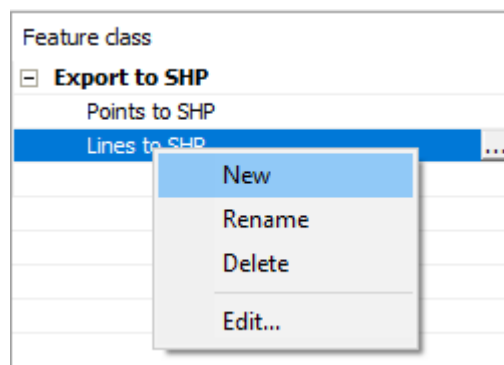 Feature class
Export to SHP
Points to SHP
Lines to SHP
...
New
Rename
Delete
Edit...